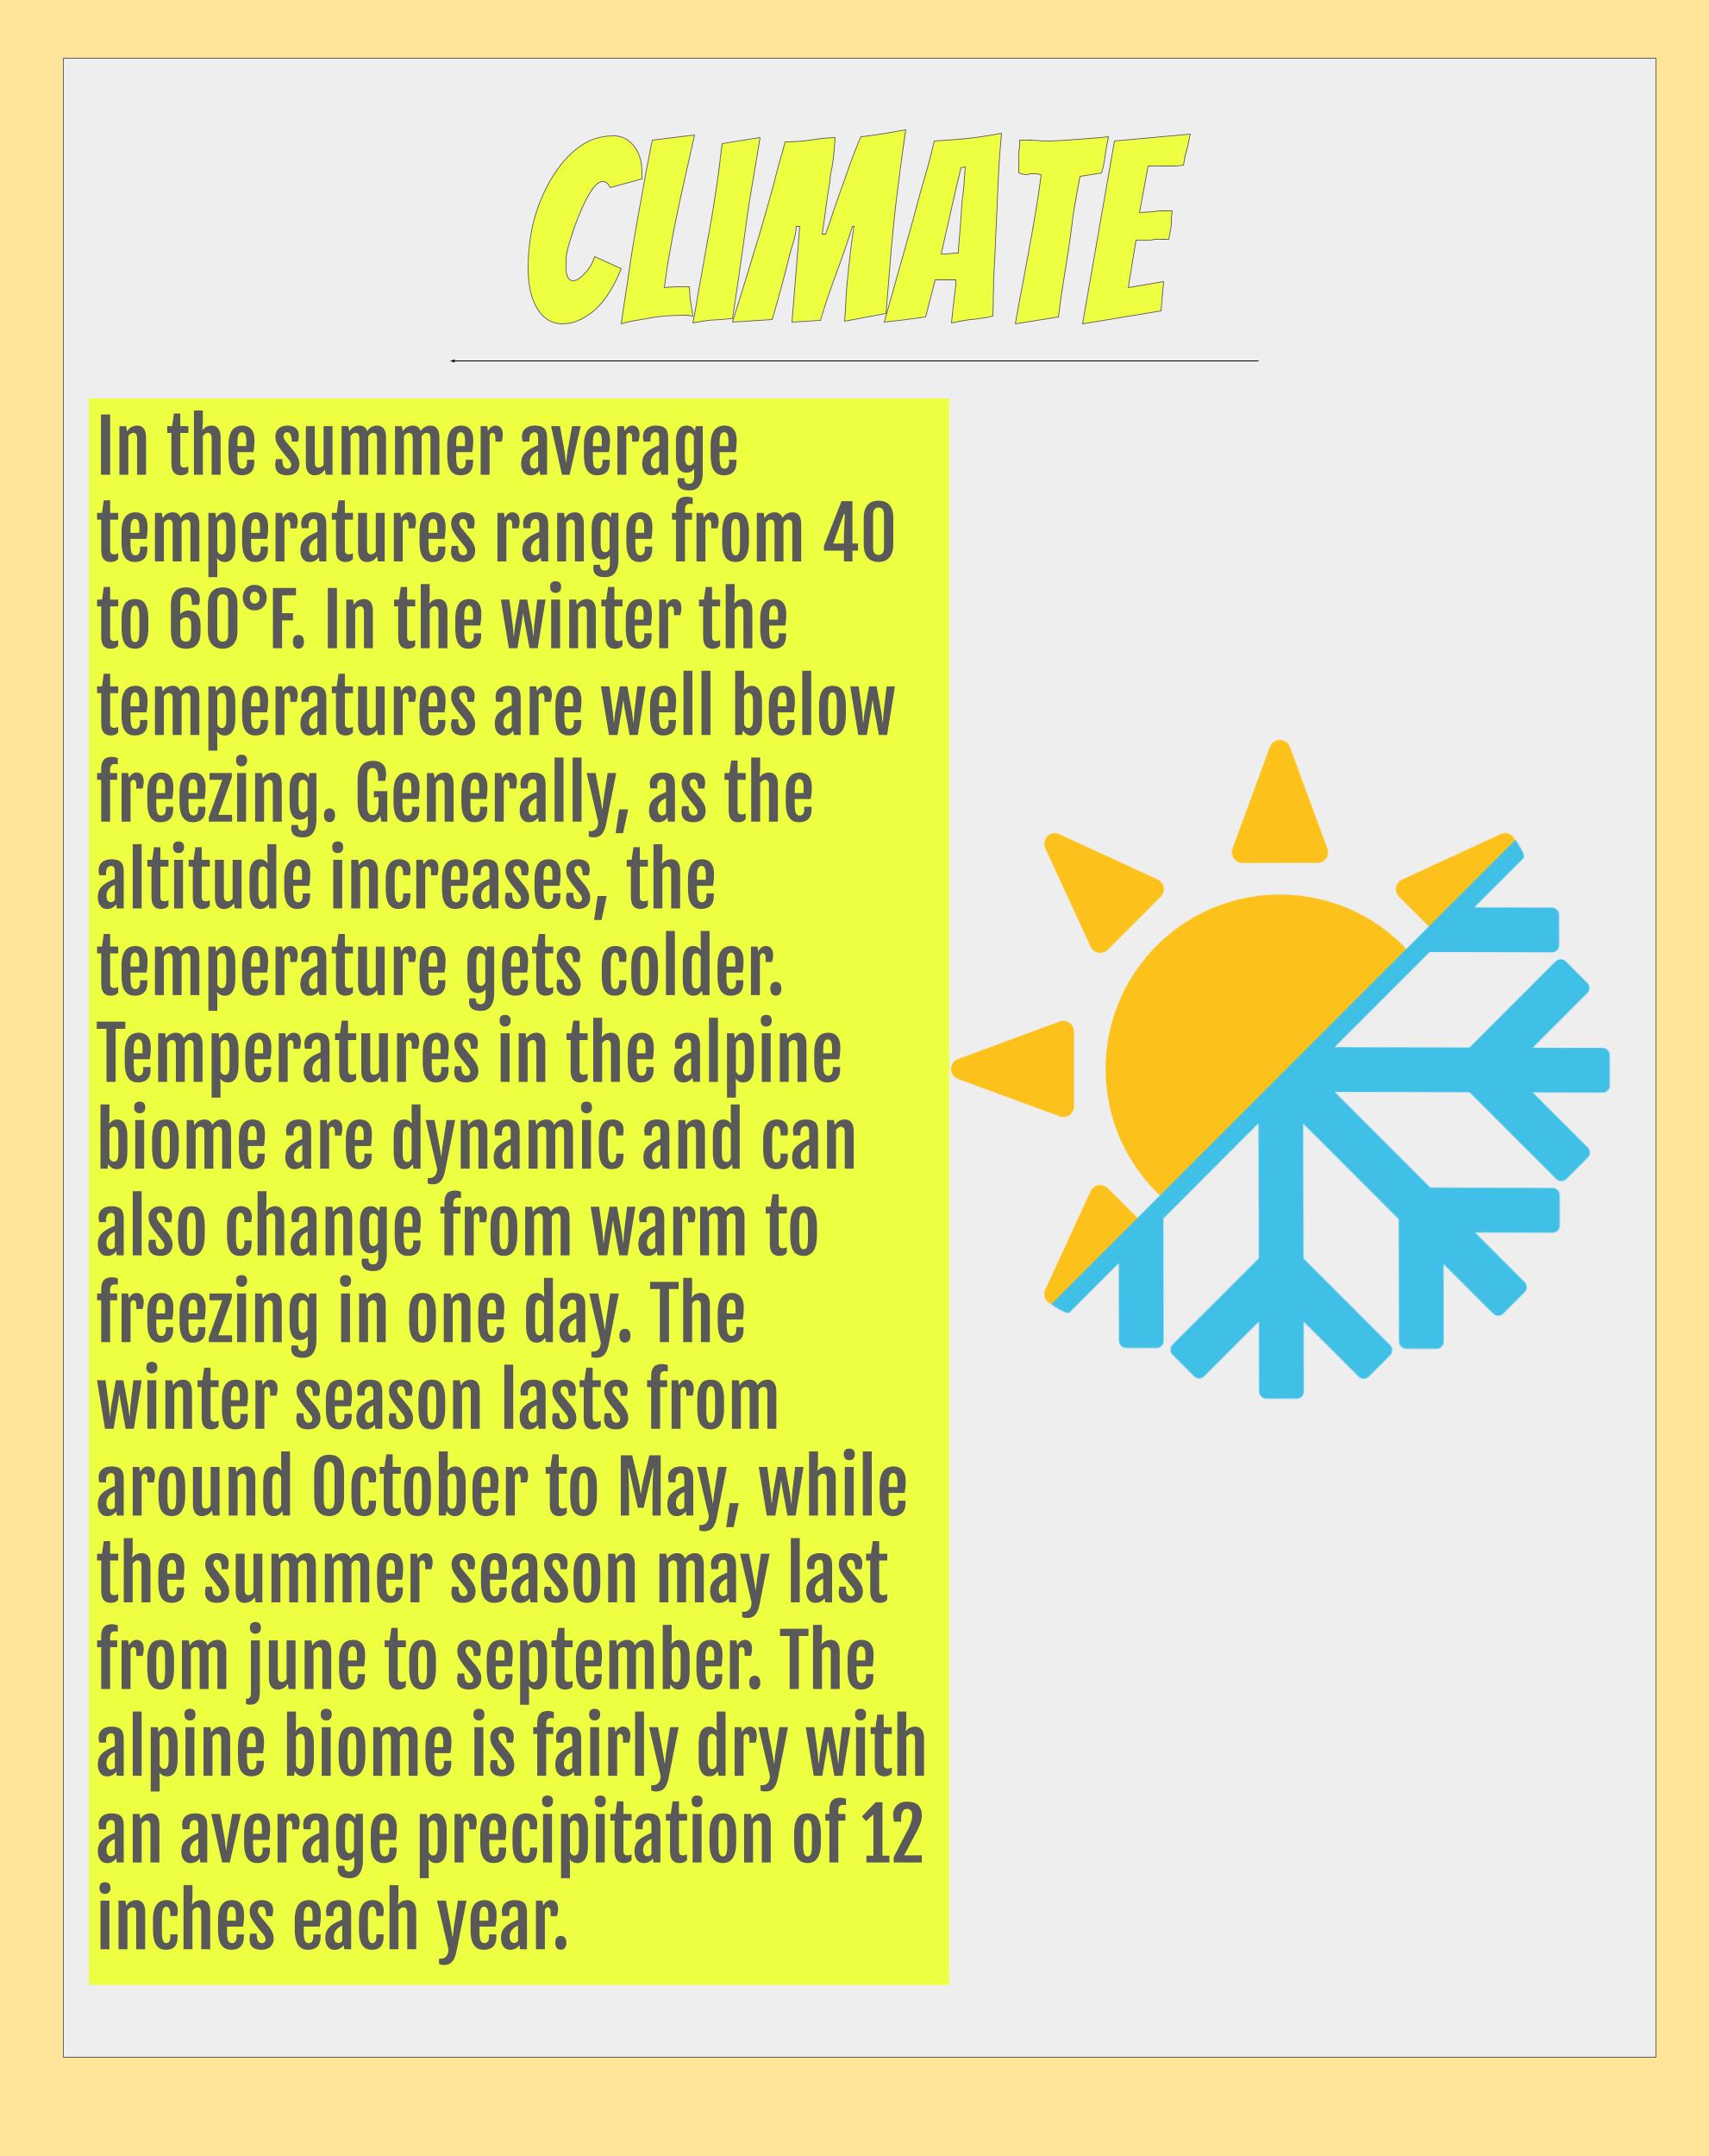 CLIMATE
In the summer average
temperatures range from 40
to 60°F. In the winter the
temperatures are well below
freezing. Generally, as the
altitude increases, the
temperature gets colder.
Temperatures in the alpine
biome are dynamic and can
also change from warm to
freezing in one day. The
winter season lasts from
around October to May, while
the summer season may last
from june to september. The
alpine biome is fairly dry with
an average precipitation of 12
inches each year.